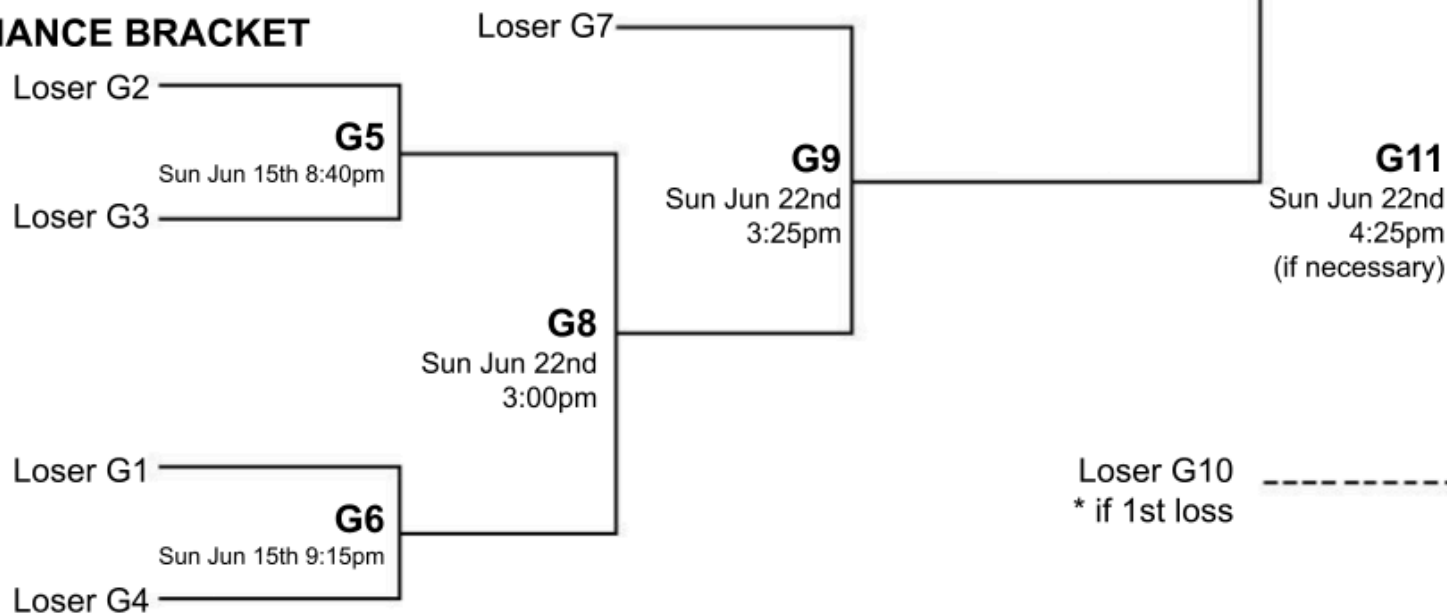 HANCE BRACKET
Loser G7
Loser G2
G5
Sun Jun 15th 8:40pm
Loser G3
G9
Sun Jun 22nd
3:25pm
G11
Sun Jun 22nd
4:25pm
(if necessary)
G8
Sun Jun 22nd
3:00pm
Loser G1
G6
Sun Jun 15th 9:15pm
Loser G4
Loser G10
* if 1st loss